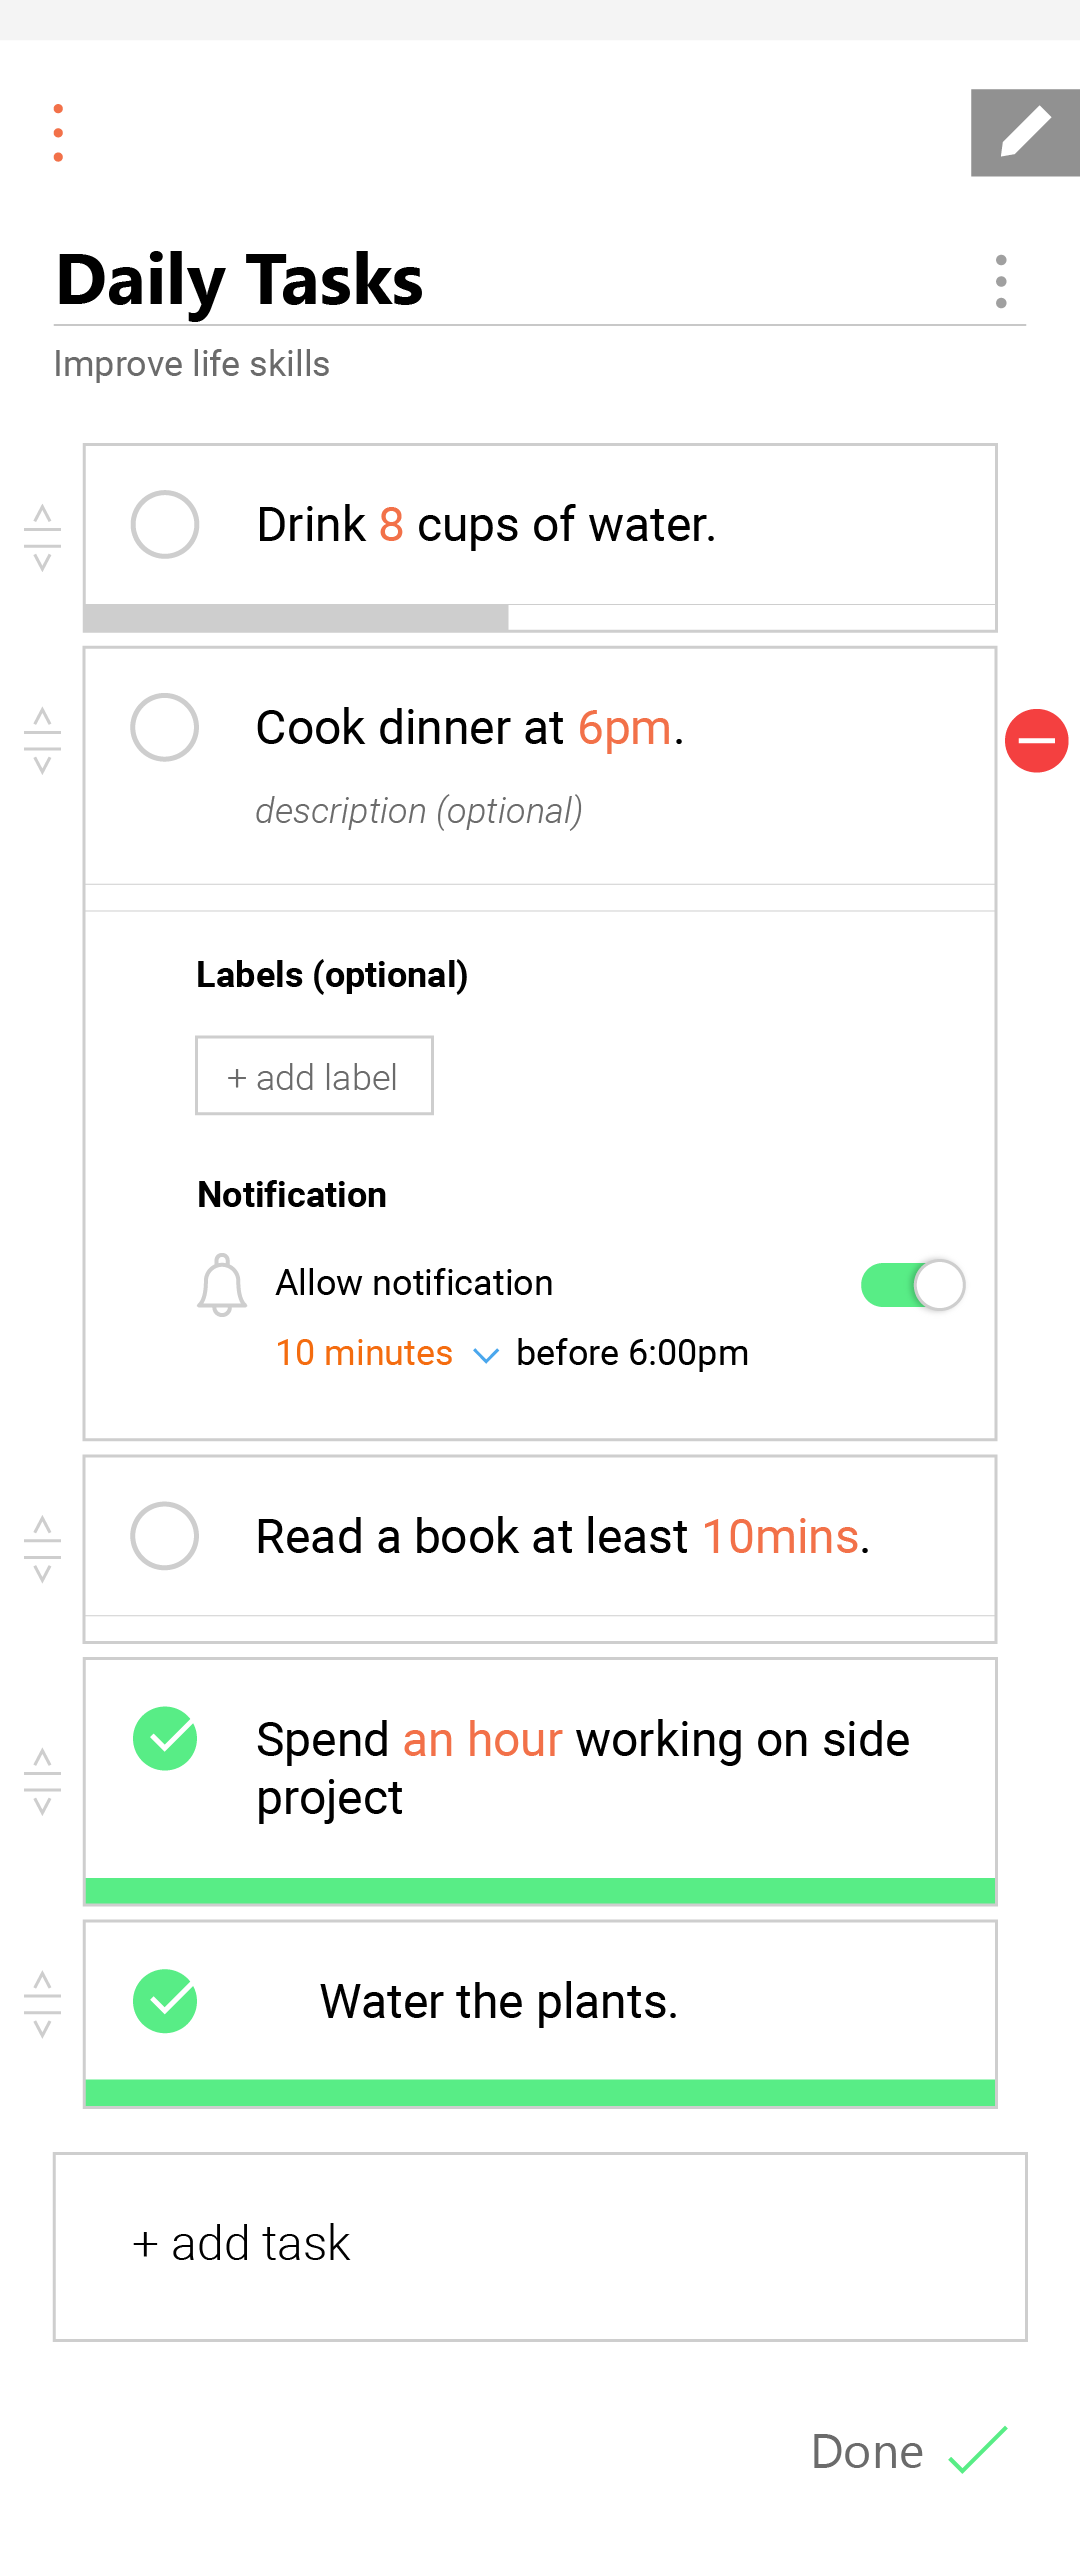 Daily Tasks
Improve life skills
Drink 8 cups of water.
Cook dinner at 6pm.
description (optional)
Labels (optional)
+ add label
Notification
Allow notification
10 minutes before 6:00pm
Read a book at least 10mins.
Spend an hour working on side
project
Water the plants.
+ add task
Done